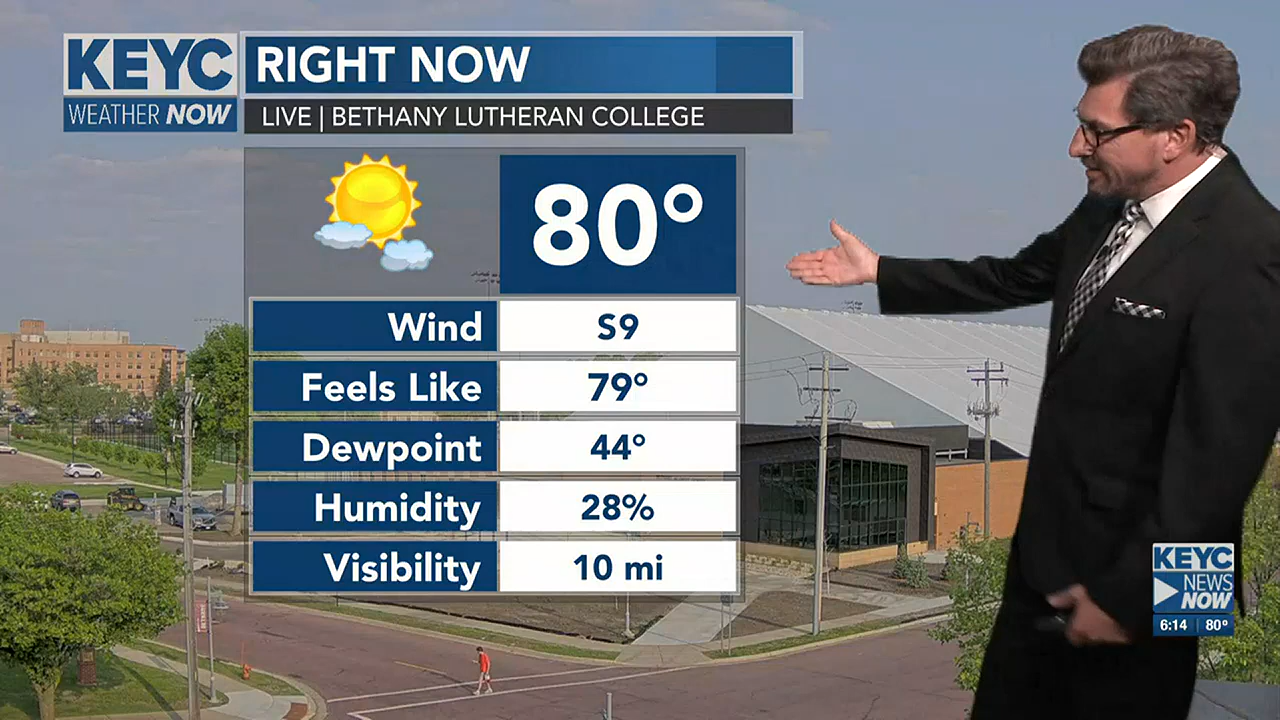 KEYC
WEATHER NOW
RIGHT NOW
LIVE | BETHANY LUTHERAN COLLEGE
80°
Wind S9
Feels Like 79°
Dewpoint 44°
Humidity 28%
Visibility 10 mi
KEYC
NEWS
NOW
6:14 80°